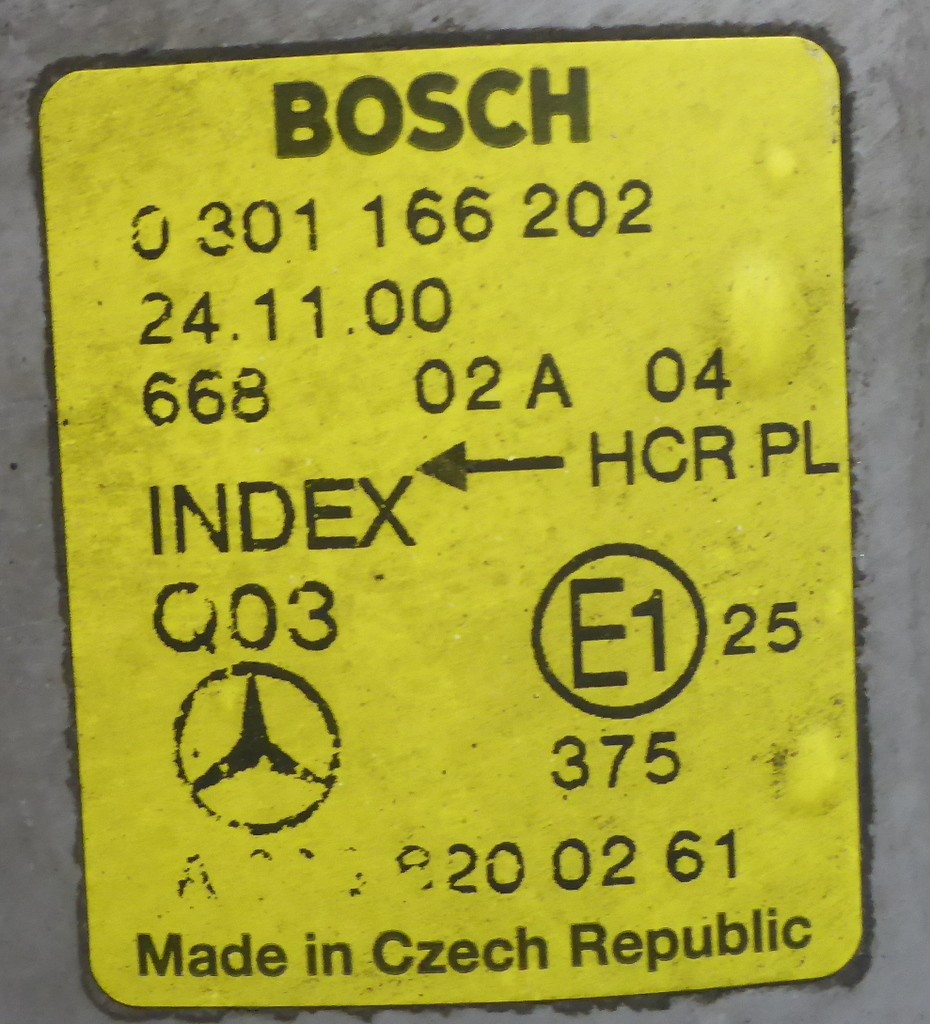 BOSCH
0 301 166 202
24.11.00
668 02 A 04
← HCR PL
INDEX
Q03
E1 25
375
A 820 02 61
Made in Czech Republic